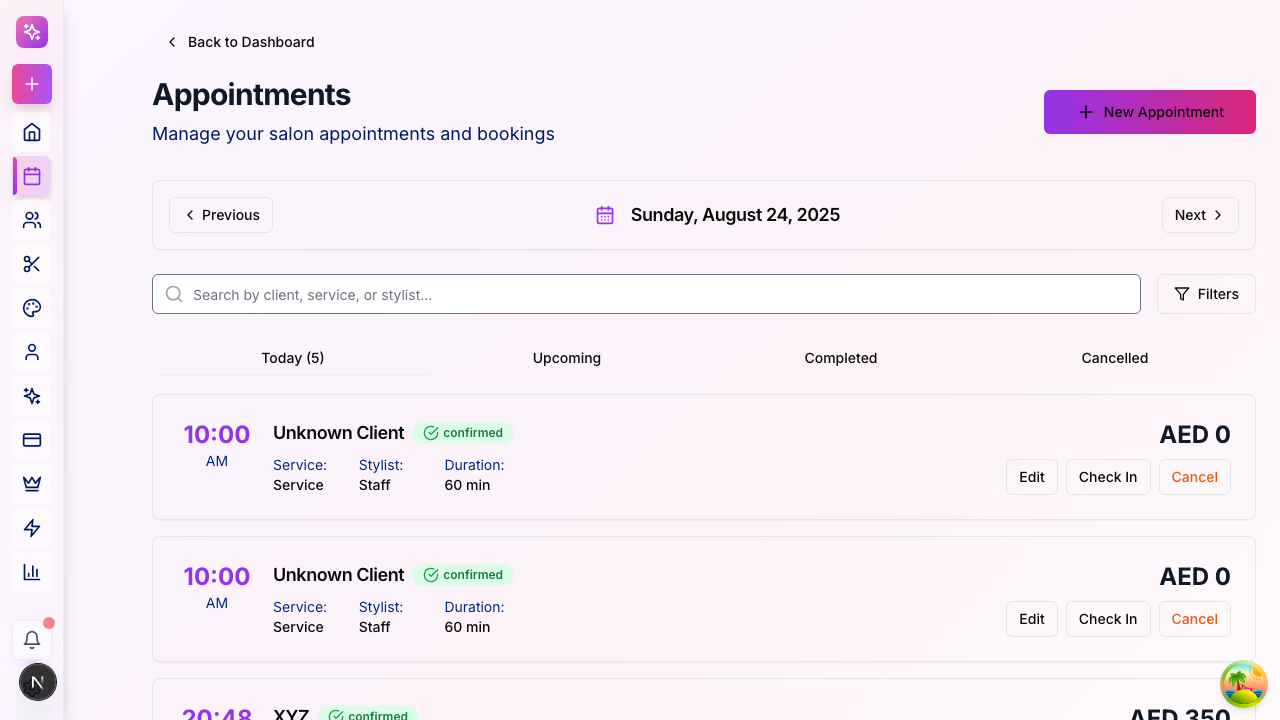 Back to Dashboard
Appointments
Manage your salon appointments and bookings
New Appointment
Previous
Sunday, August 24, 2025
Next
Search by client, service, or stylist...
Filters
Today (5)
Upcoming
Completed
Cancelled
10:00
AM
Unknown Client
confirmed
Service:
Service
Stylist:
Staff
Duration:
60 min
AED 0
Edit
Check In
Cancel
10:00
AM
Unknown Client
confirmed
Service:
Service
Stylist:
Staff
Duration:
60 min
AED 0
Edit
Check In
Cancel
20:48
XYZ
confirmed
AED 350
N